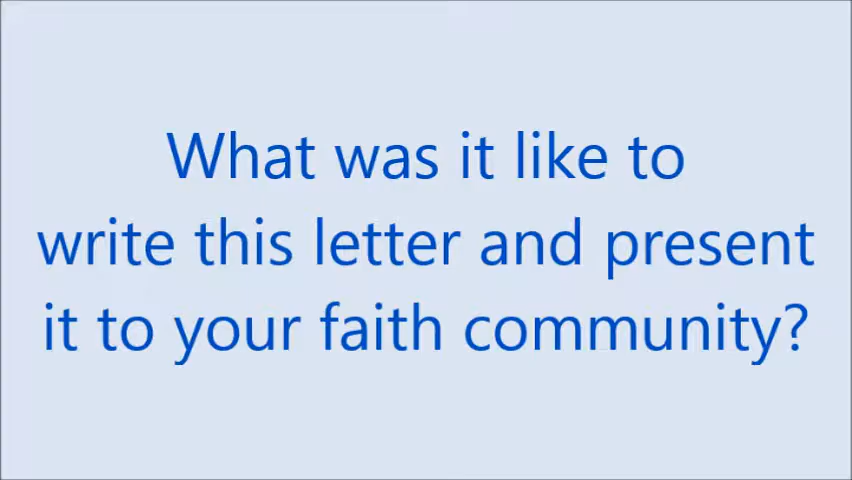 What was it like to
write this letter and present
it to your faith community?